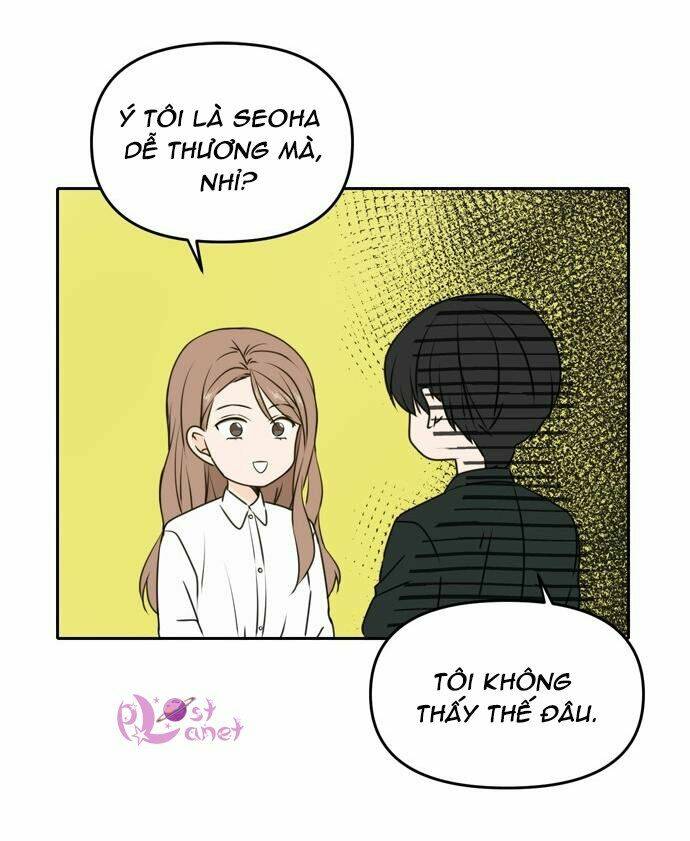 Ý TÔI LÀ SEOHA
DỄ THƯƠNG MÀ,
NHỈ?
TÔI KHÔNG
THẤY THẾ ĐÂU.
Lost
Planet